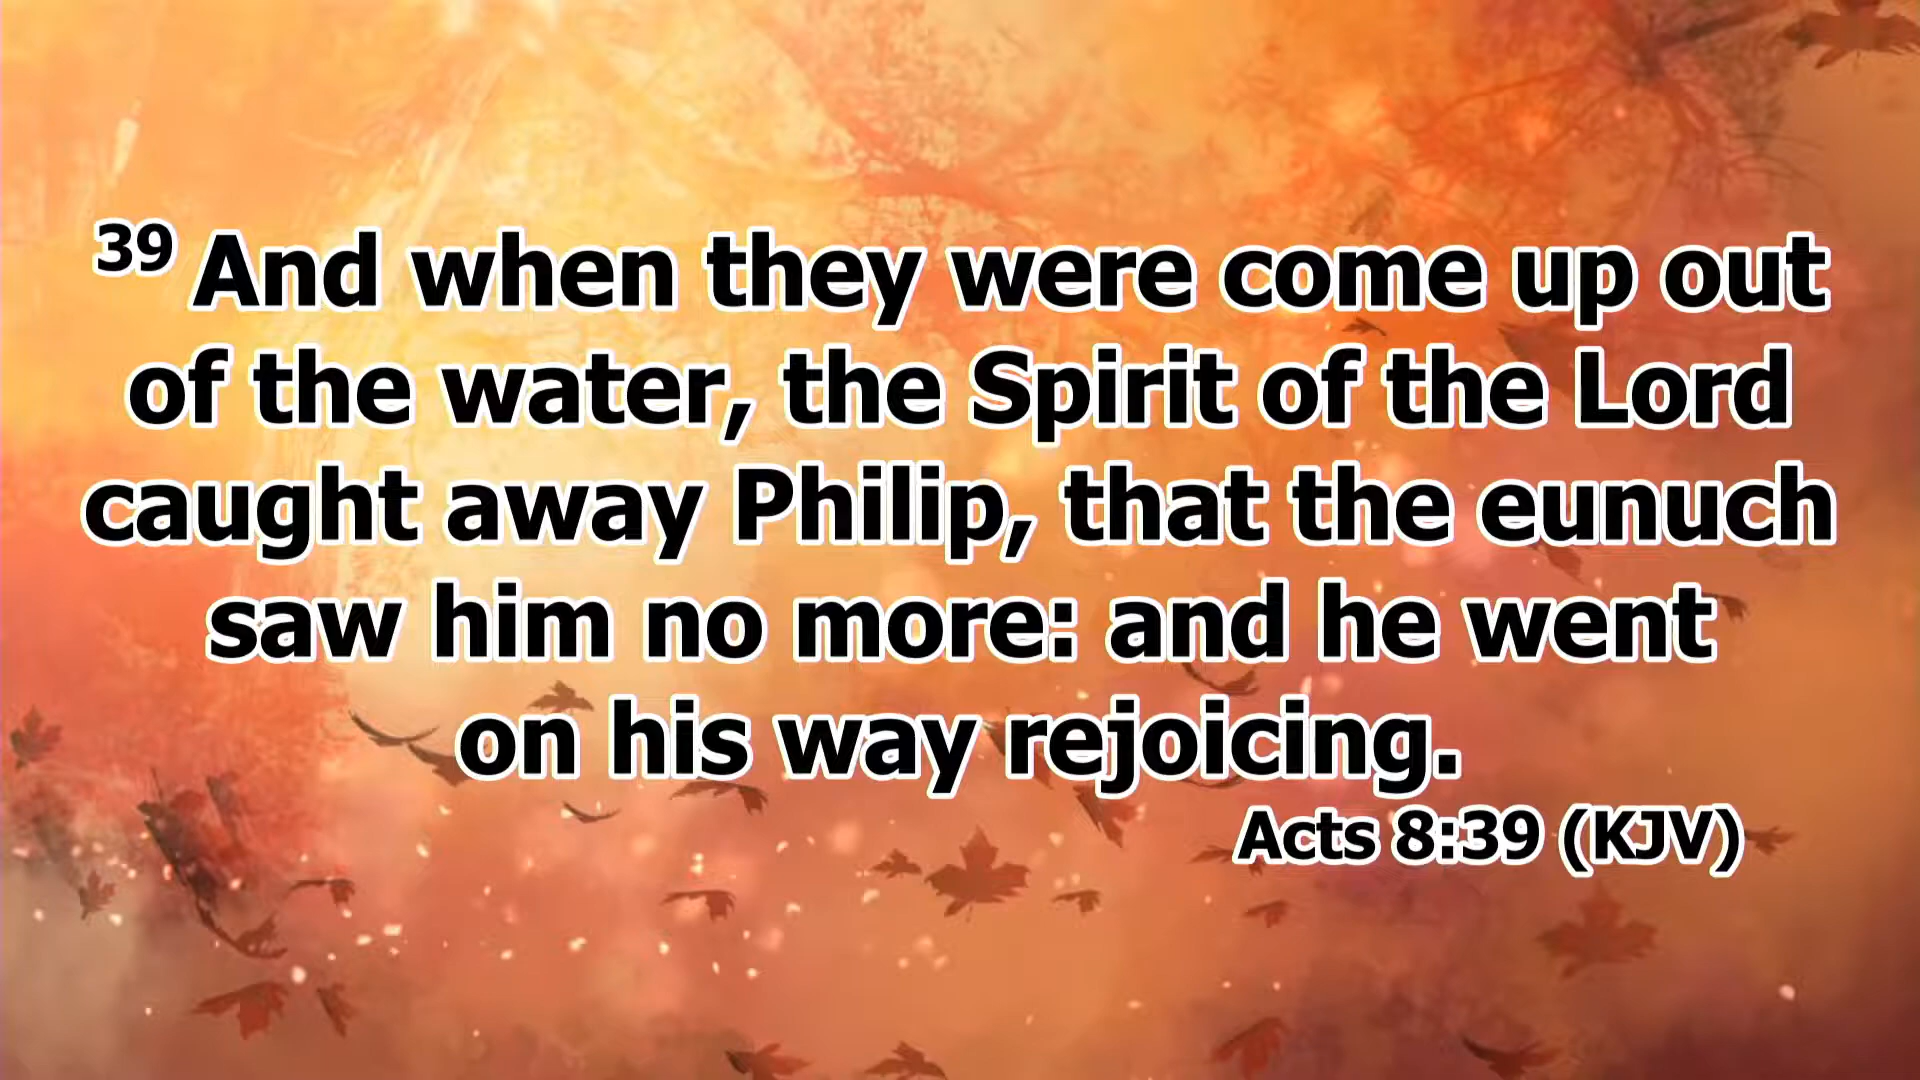 39 And when they were come up out
of the water, the Spirit of the Lord
caught away Philip, that the eunuch
saw him no more: and he went
on his way rejoicing.
Acts 8:39 (KJV)